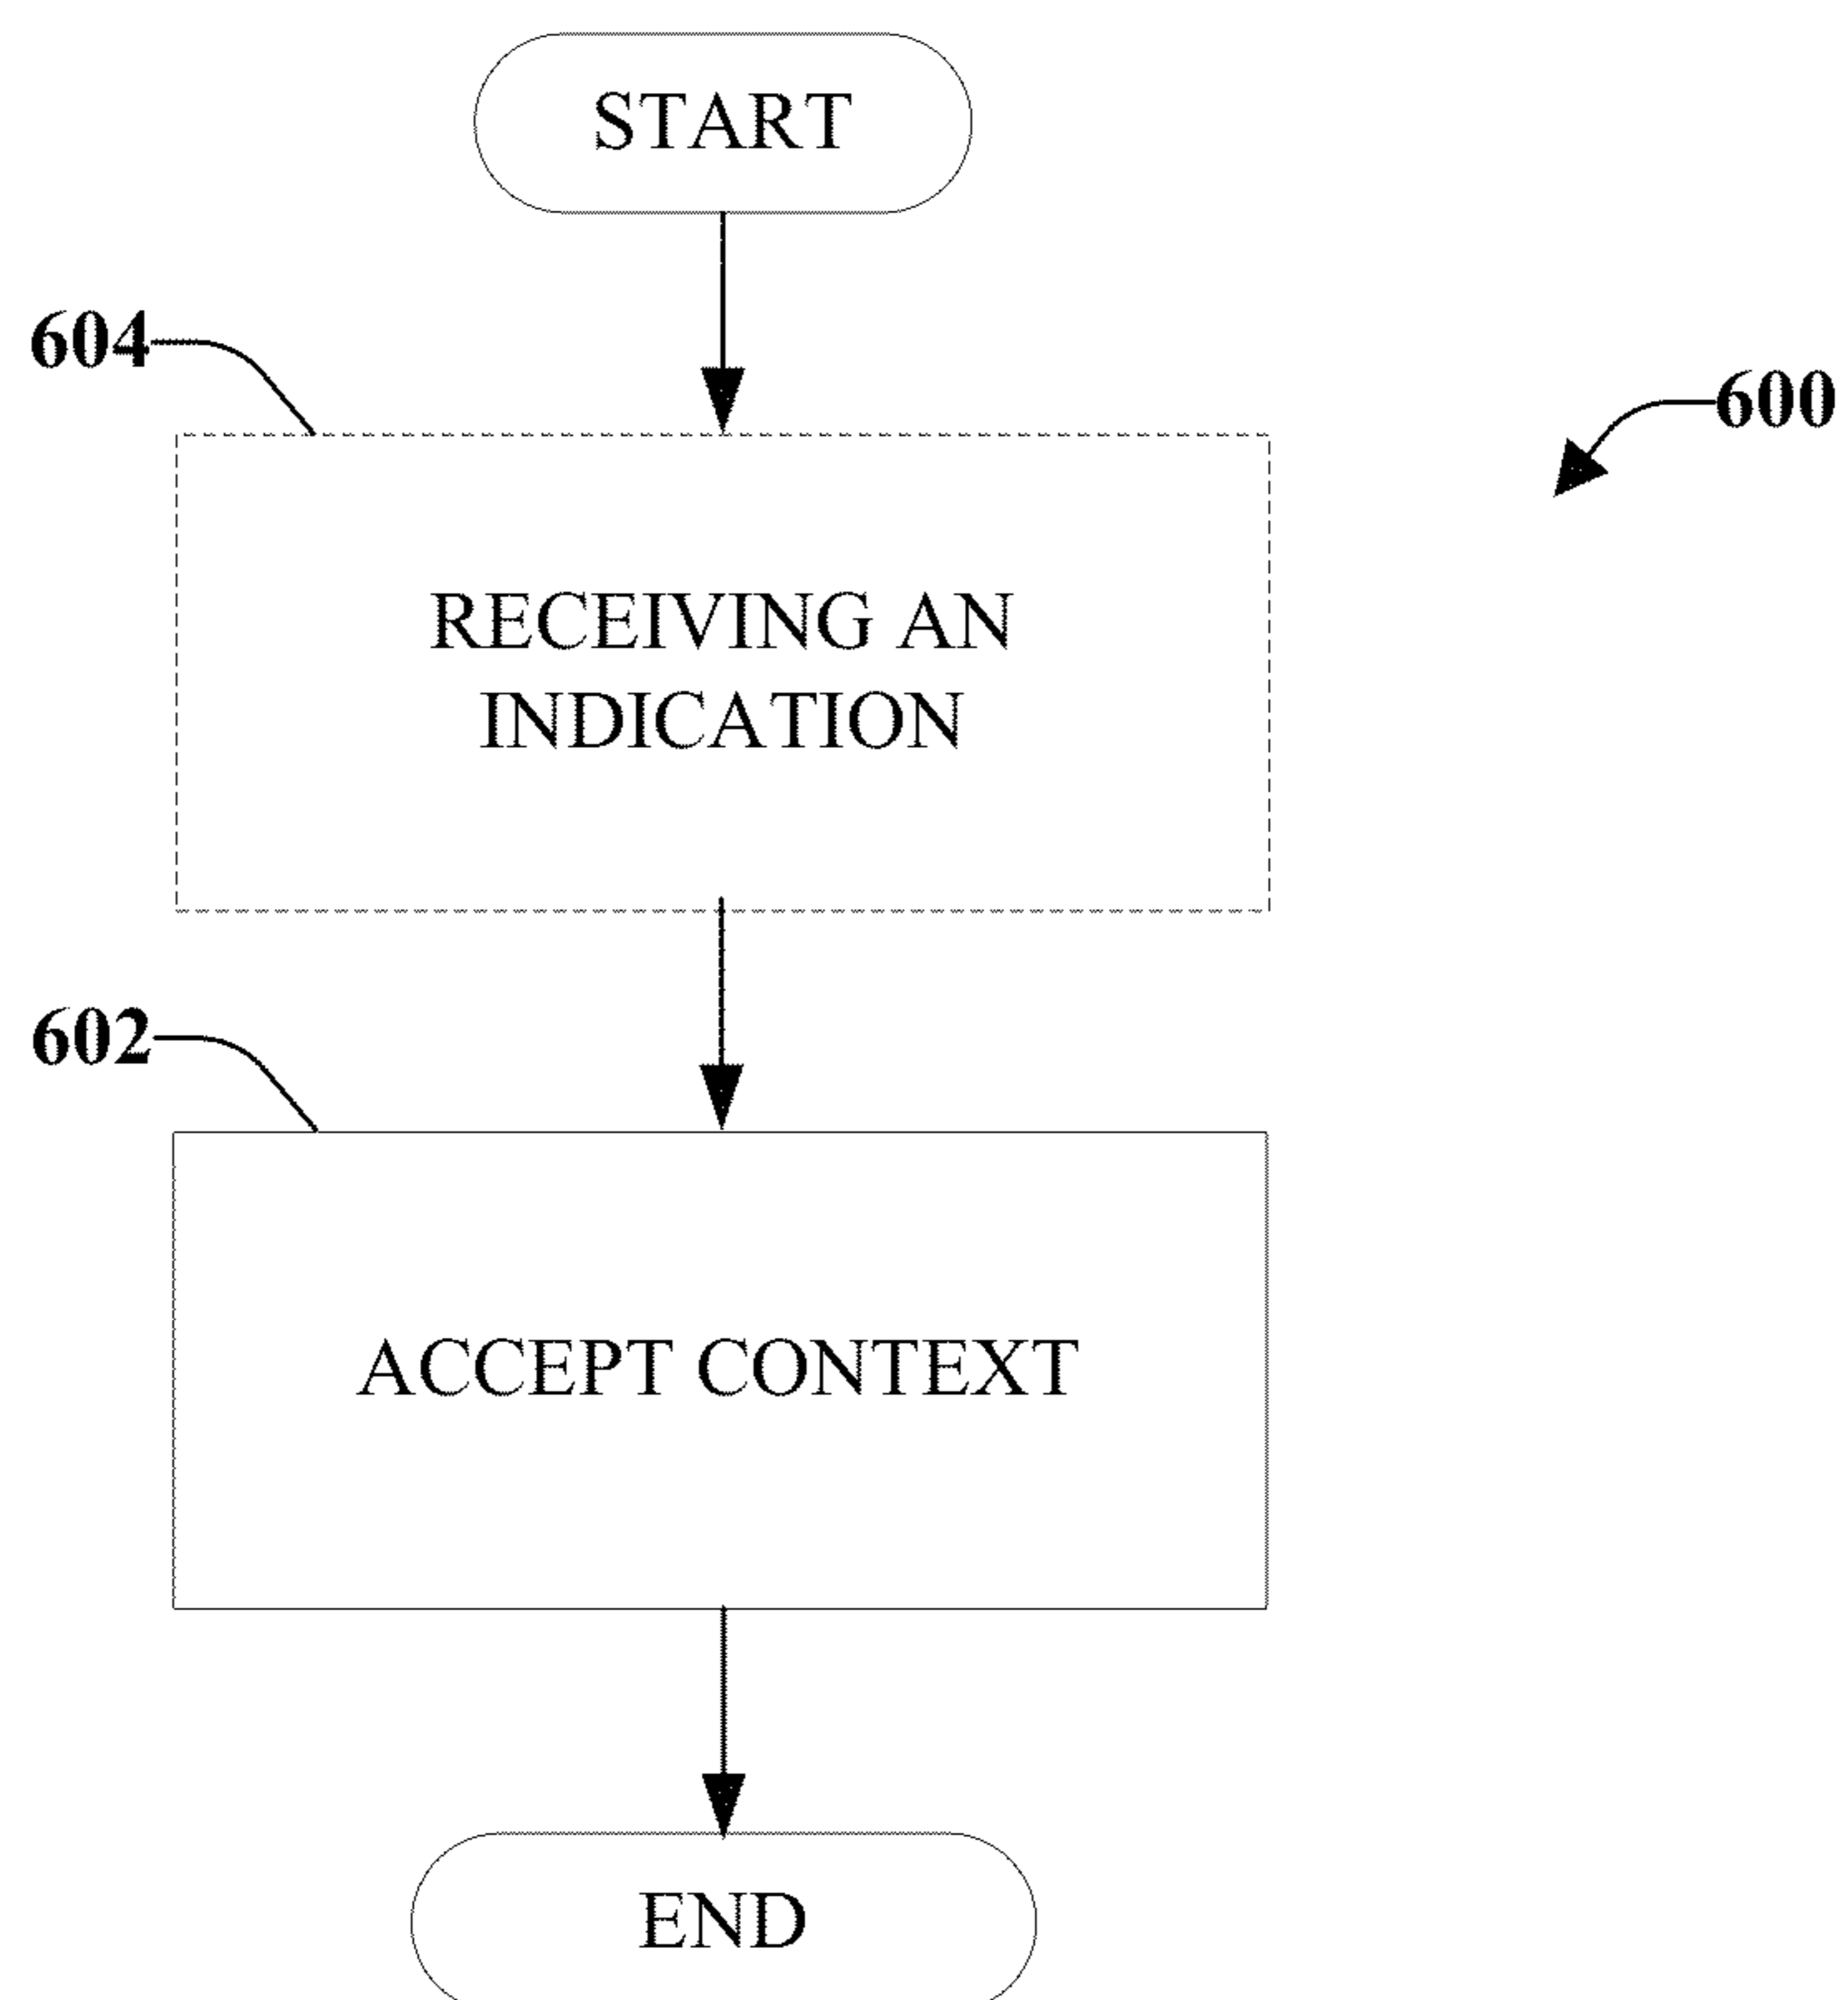 START
604
600
RECEIVING AN
INDICATION
602
ACCEPT CONTEXT
END